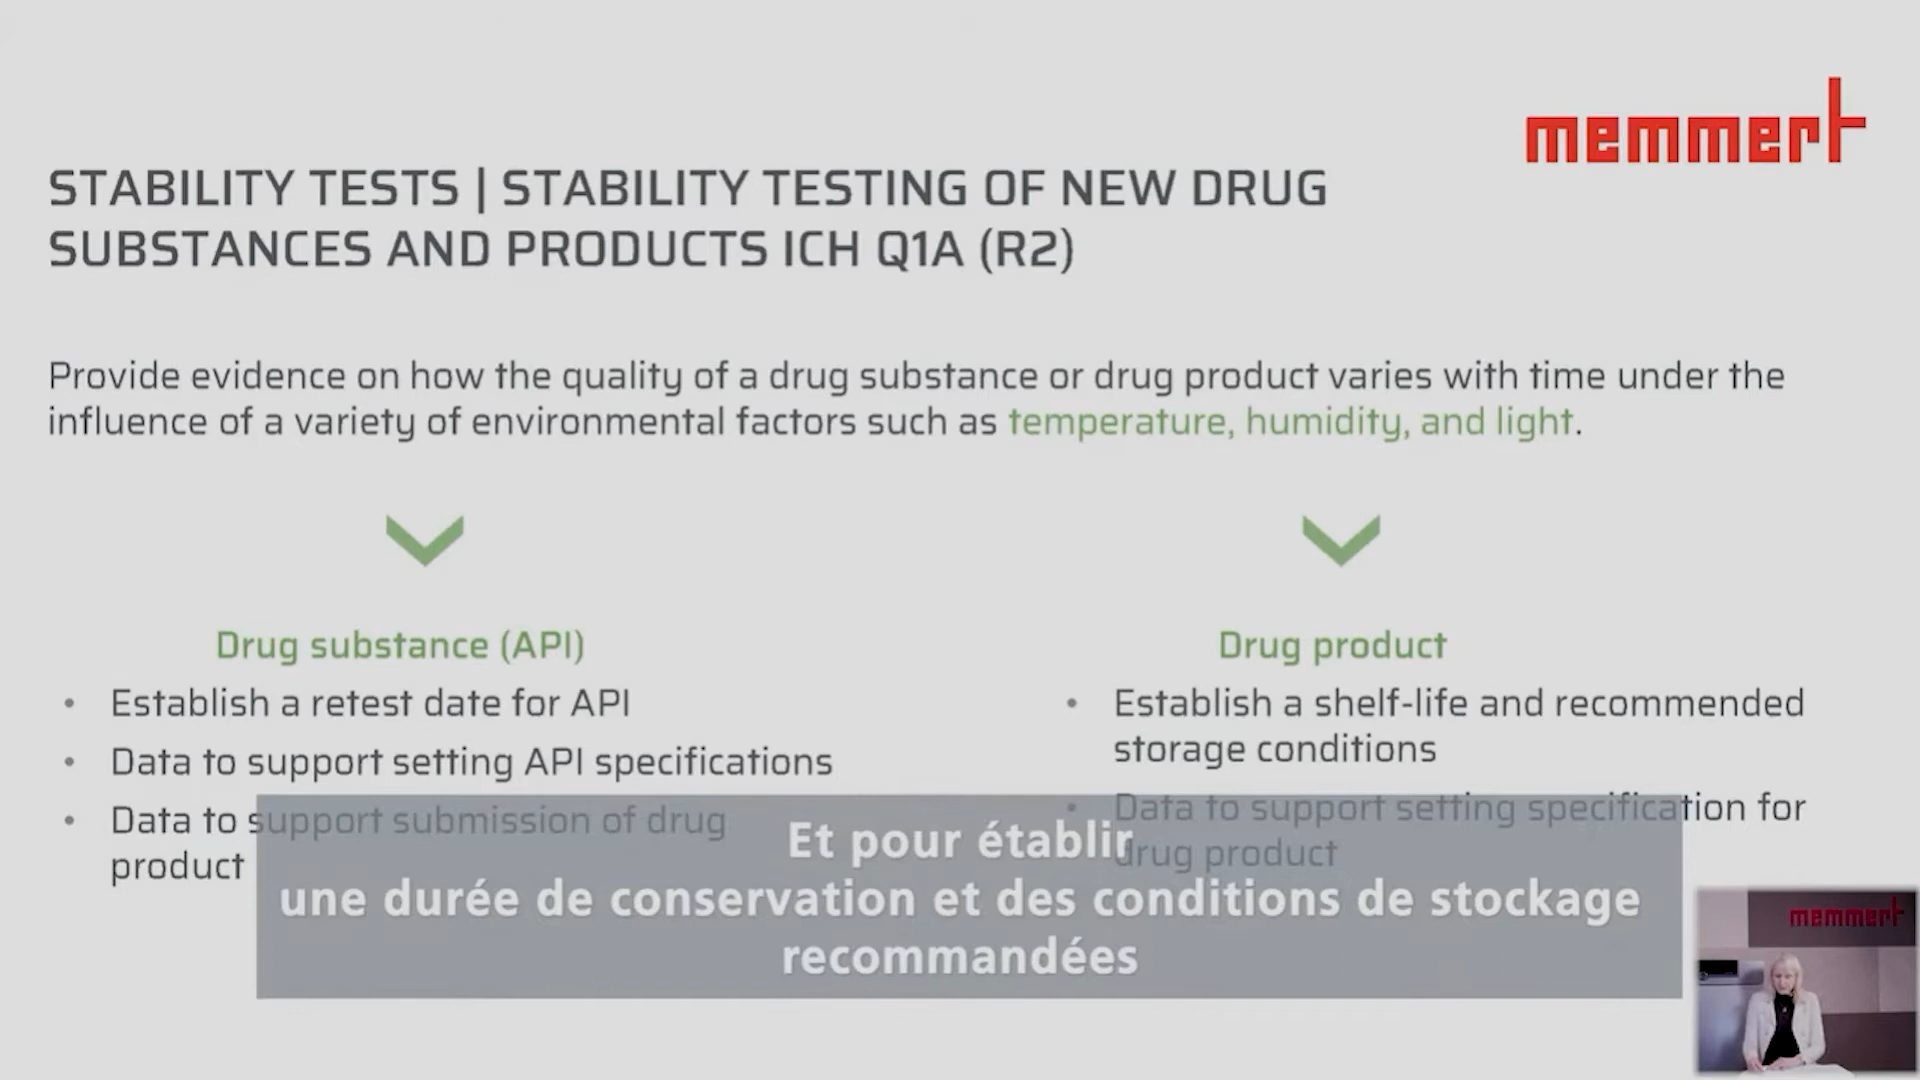 memmert
STABILITY TESTS | STABILITY TESTING OF NEW DRUG
SUBSTANCES AND PRODUCTS ICH Q1A (R2)
Provide evidence on how the quality of a drug substance or drug product varies with time under the
influence of a variety of environmental factors such as temperature, humidity, and light.
Drug substance (API)
• Establish a retest date for API
• Data to support setting API specifications
• Data to support submission of drug
product
Drug product
• Establish a shelf-life and recommended
storage conditions
• Data to support setting specification for
drug product
Et pour établir
une durée de conservation et des conditions de stockage
recommandées
memmert